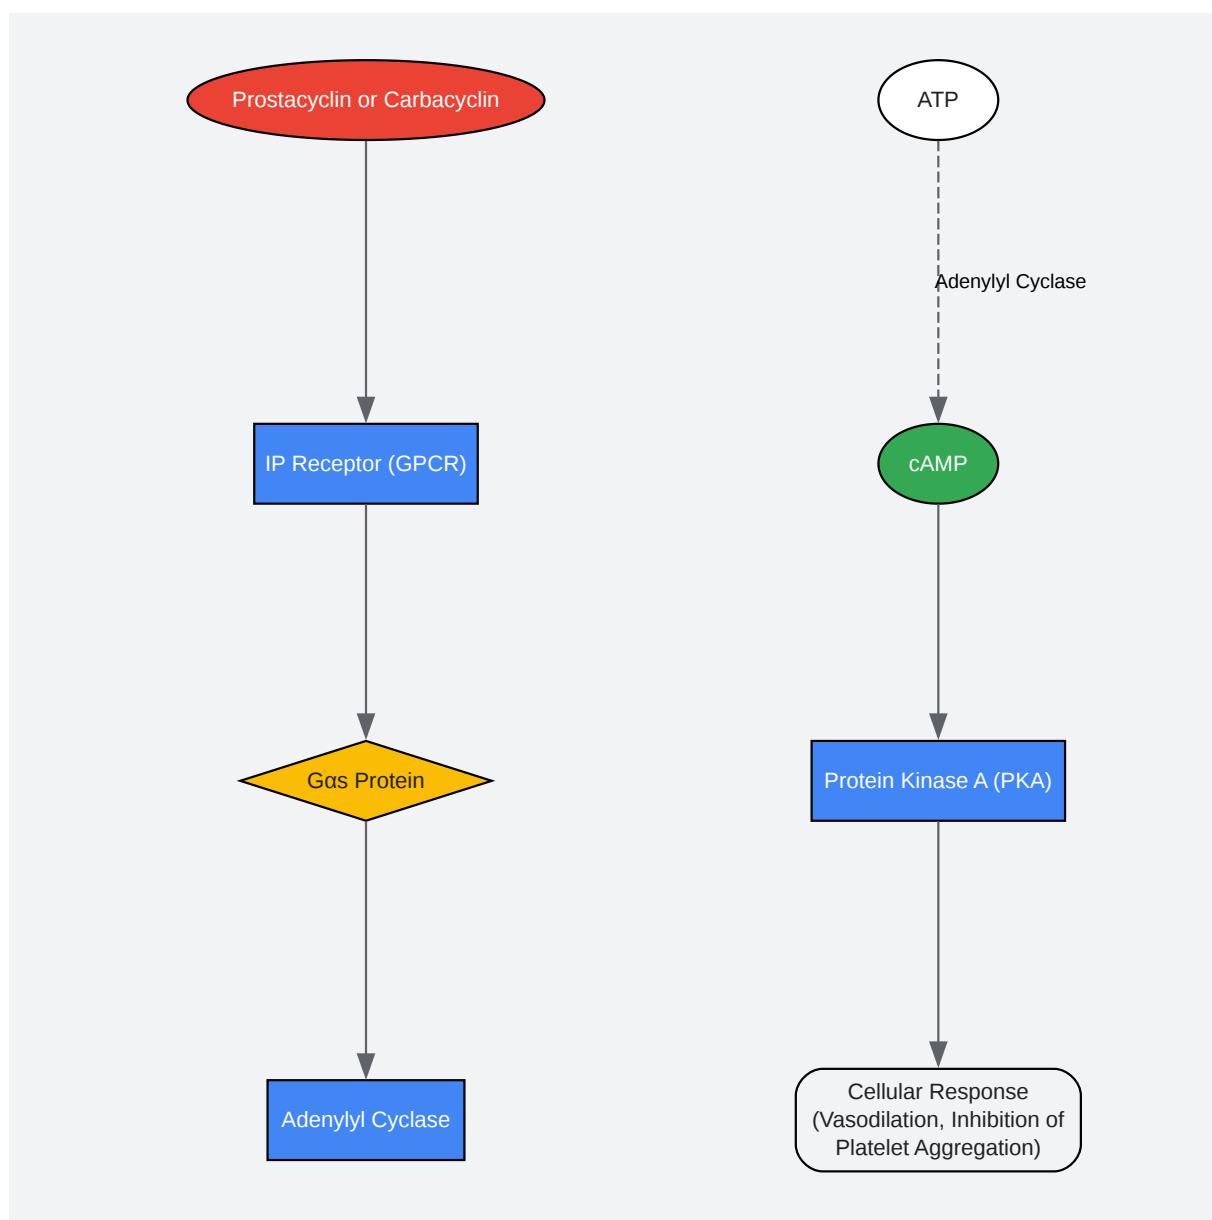 Prostacyclin or Carbacyclin
IP Receptor (GPCR)
Gαs Protein
Adenylyl Cyclase
ATP
Adenylyl Cyclase
cAMP
Protein Kinase A (PKA)
Cellular Response
(Vasodilation, Inhibition of
Platelet Aggregation)